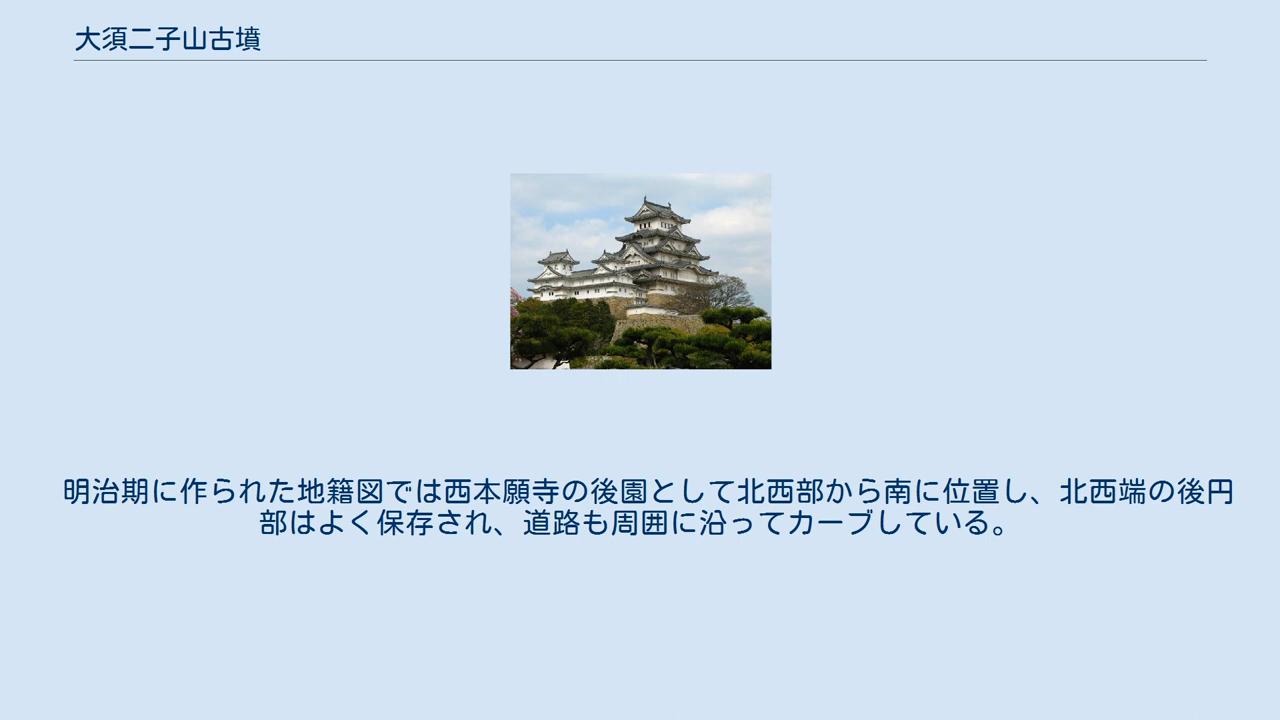 大須二子山古墳
明治期に作られた地籍図では西本願寺の後園として北西部から南に位置し、北西端の後円
部はよく保存され、道路も周囲に沿ってカーブしている。